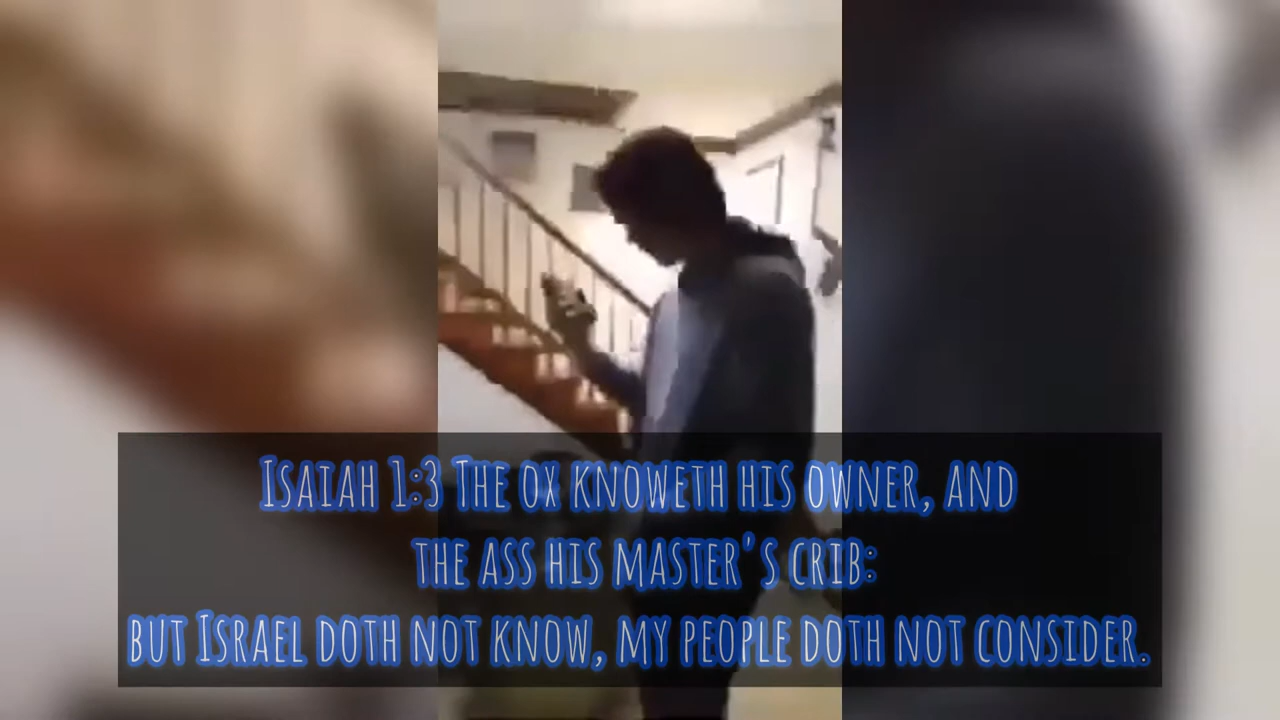 Isaiah 1:3 The ox knoweth his owner, and
the ass his master's crib:
but Israel doth not know, my people doth not consider.